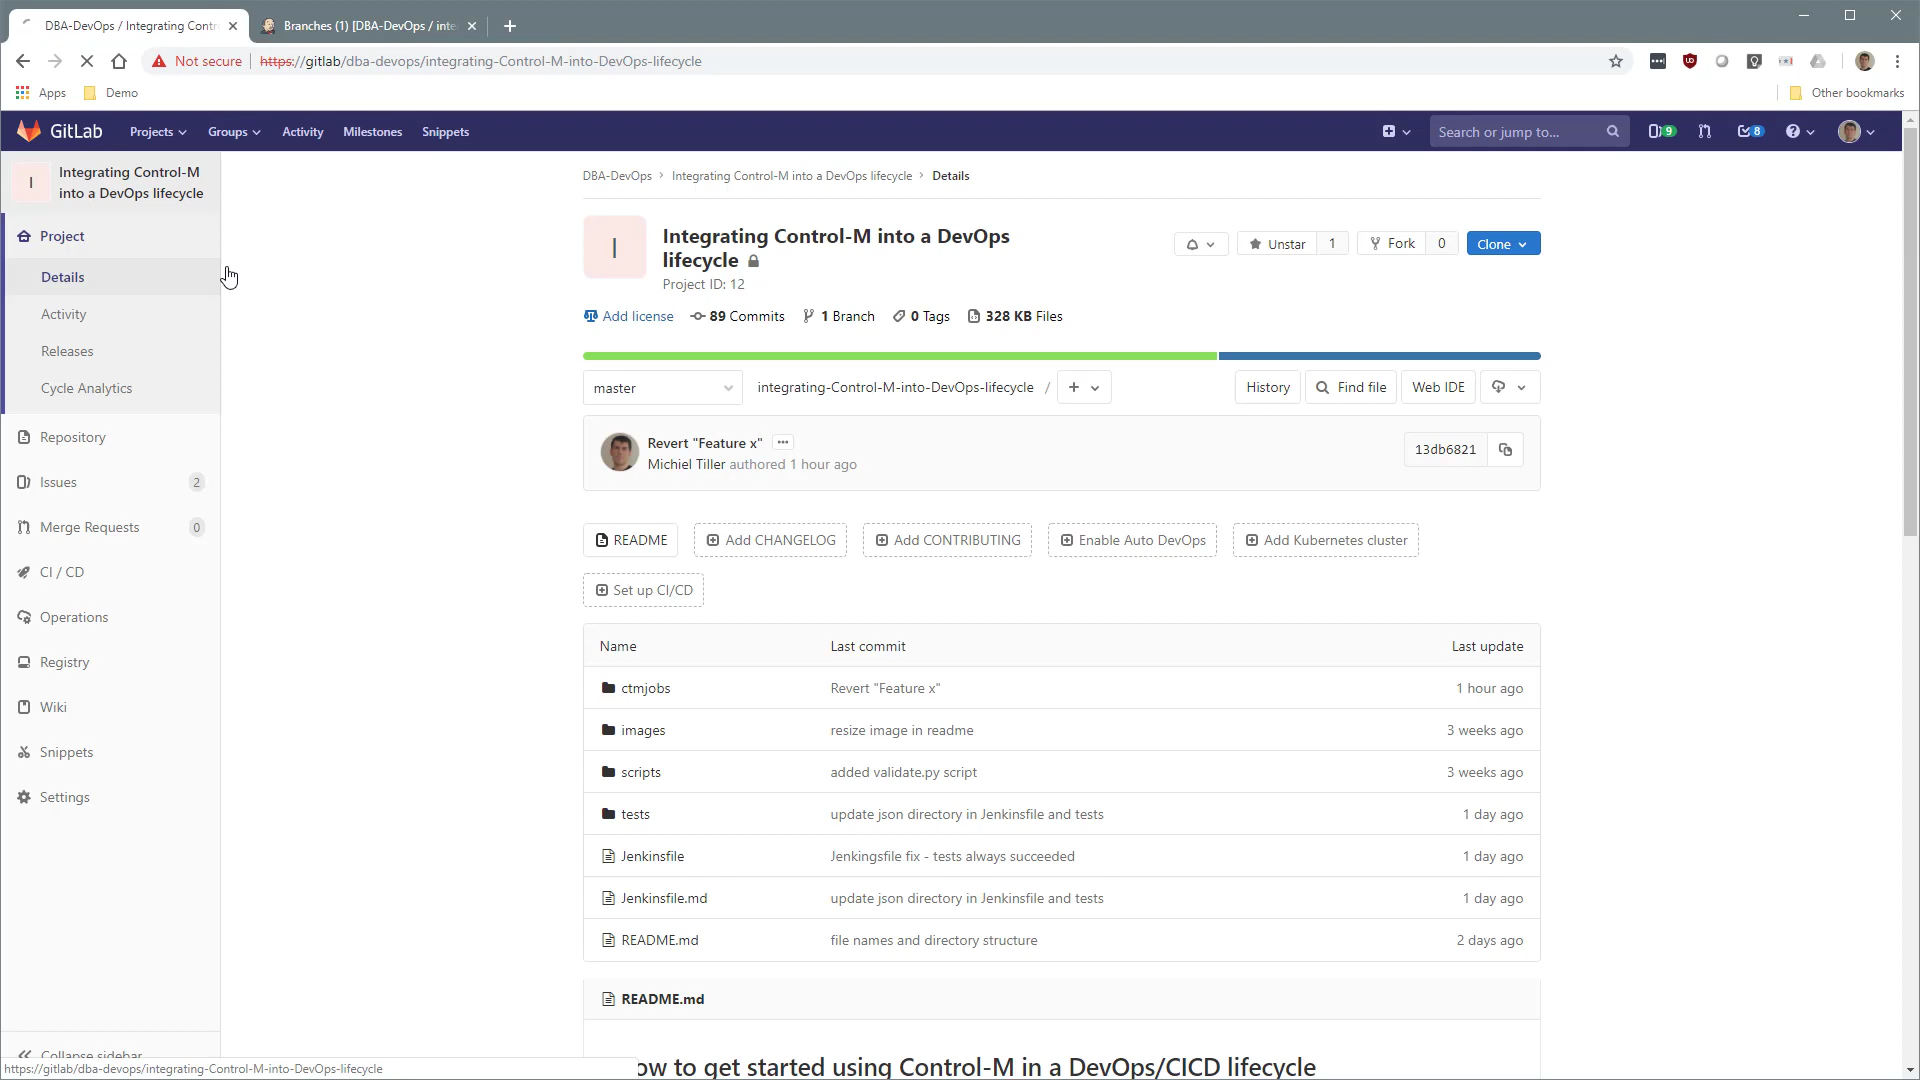 DBA-DevOps / Integrating Contr
Branches (1) [DBA-DevOps / inte
Not secure https://gitlab/dba-devops/integrating-Control-M-into-DevOps-lifecycle
Apps Demo Other bookmarks
GitLab Projects Groups Activity Milestones Snippets Search or jump to... 9 8
I Integrating Control-M
into a DevOps lifecycle
Project
Details
Activity
Releases
Cycle Analytics
Repository
Issues 2
Merge Requests 0
CI / CD
Operations
Registry
Wiki
Snippets
Settings
Collapse sidebar
https://gitlab/dba-devops/integrating-Control-M-into-DevOps-lifecycle
DBA-DevOps > Integrating Control-M into a DevOps lifecycle > Details
I
Integrating Control-M into a DevOps
lifecycle
Project ID: 12
Unstar 1 Fork 0 Clone
Add license 89 Commits 1 Branch 0 Tags 328 KB Files
master integrating-Control-M-into-DevOps-lifecycle / + History Find file Web IDE
Revert "Feature x" ...
Michiel Tiller authored 1 hour ago
13db6821
README Add CHANGELOG Add CONTRIBUTING Enable Auto DevOps Add Kubernetes cluster
Set up CI/CD
Name Last commit Last update
ctmjobs Revert "Feature x" 1 hour ago
images resize image in readme 3 weeks ago
scripts added validate.py script 3 weeks ago
tests update json directory in Jenkinsfile and tests 1 day ago
Jenkinsfile Jenkingsfile fix - tests always succeeded 1 day ago
Jenkinsfile.md update json directory in Jenkinsfile and tests 1 day ago
README.md file names and directory structure 2 days ago
README.md
ow to get started using Control-M in a DevOps/CICD lifecycle